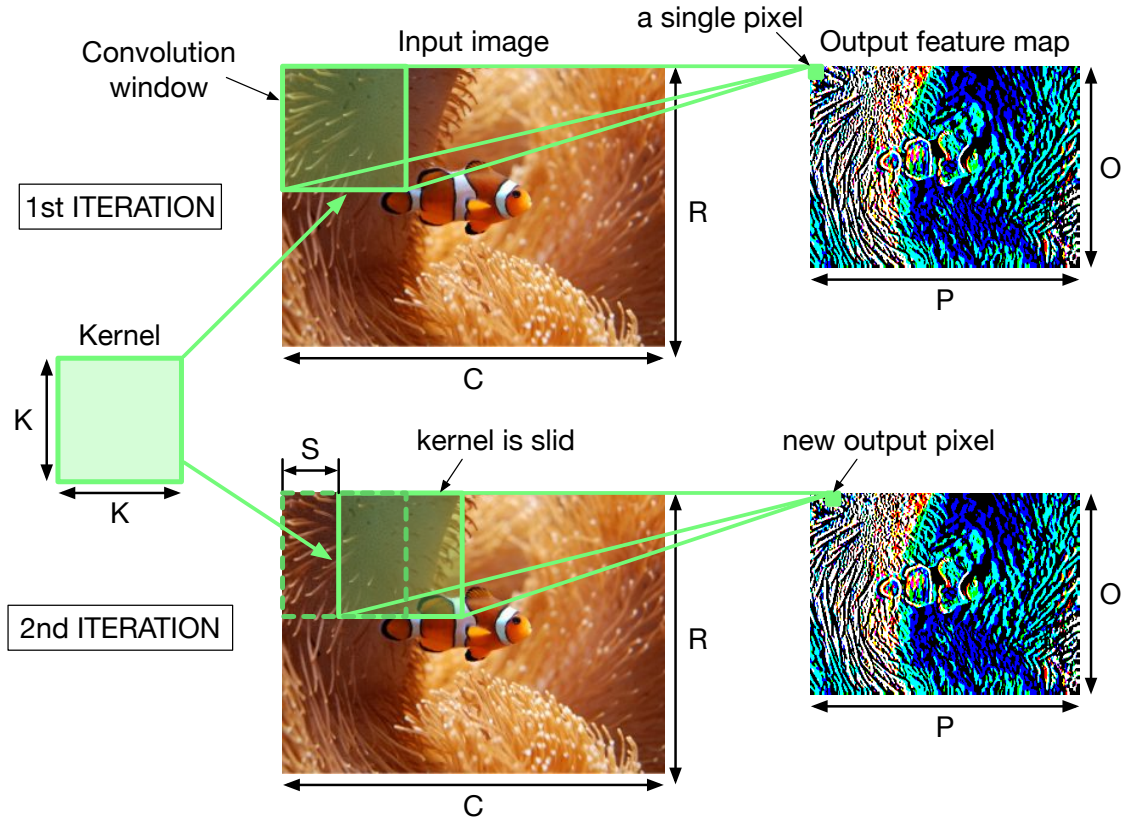 a single pixel
Convolution
window
Input image
Output feature map
1st ITERATION
R
O
P
Kernel
C
K
K
S
kernel is slid
new output pixel
2nd ITERATION
R
O
P
C